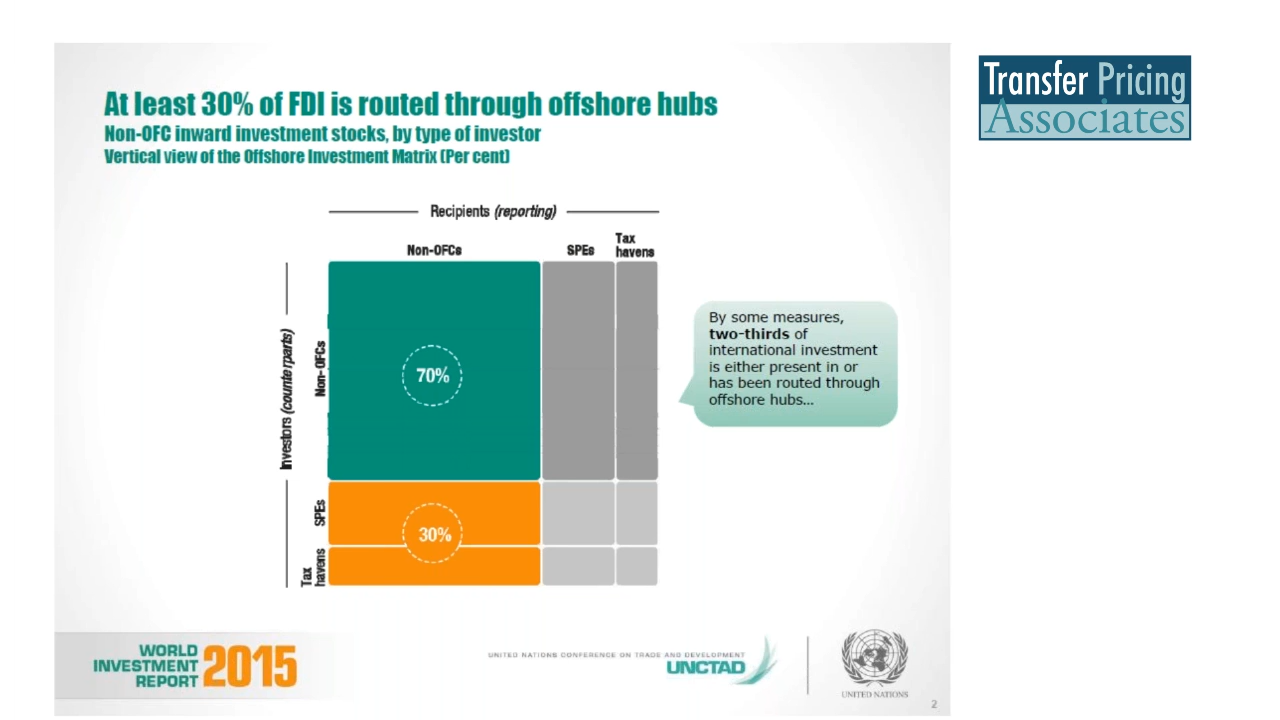 At least 30% of FDI is routed through offshore hubs
Non-OFC inward investment stocks, by type of investor
Vertical view of the Offshore Investment Matrix (Per cent)
Transfer Pricing
Associates
Recipients (reporting)
Non-OFCs
SPEs
Tax
havens
Investors (counterparts)
Non-OFCs
SPEs
Tax
havens
70%
30%
By some measures,
two-thirds of
international investment
is either present in or
has been routed through
offshore hubs...
WORLD
INVESTMENT
REPORT
2015
UNITED NATIONS CONFERENCE ON TRADE AND DEVELOPMENT
UNCTAD
UNITED NATIONS
2